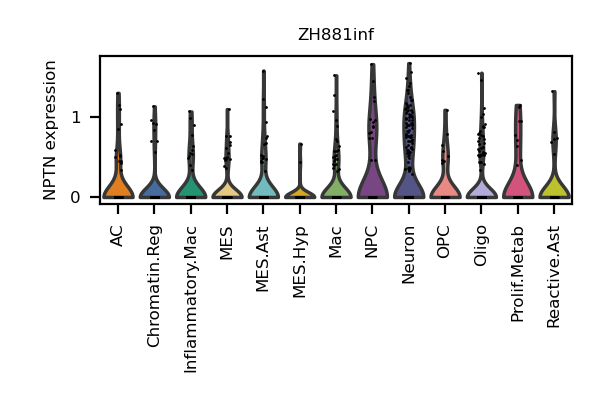 ZH881inf
NPTN expression
1
0
AC
Chromatin.Reg
Inflammatory.Mac
MES
MES.Ast
MES.Hyp
Mac
NPC
Neuron
OPC
Oligo
Prolif.Metab
Reactive.Ast